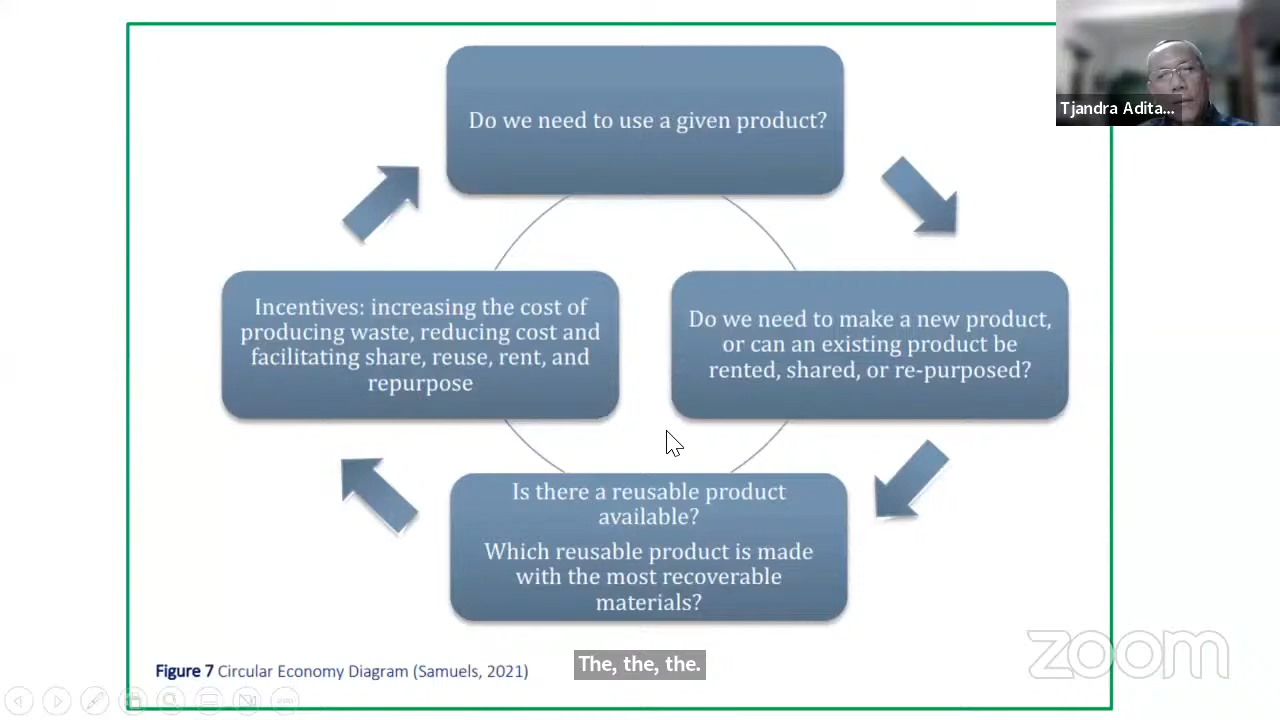 Do we need to use a given product?
Tjandra Adita...
Incentives: increasing the cost of
producing waste, reducing cost and
facilitating share, reuse, rent, and
repurpose
Do we need to make a new product,
or can an existing product be
rented, shared, or re-purposed?
Is there a reusable product
available?
Which reusable product is made
with the most recoverable
materials?
zoom
Figure 7 Circular Economy Diagram (Samuels, 2021)
The, the, the.